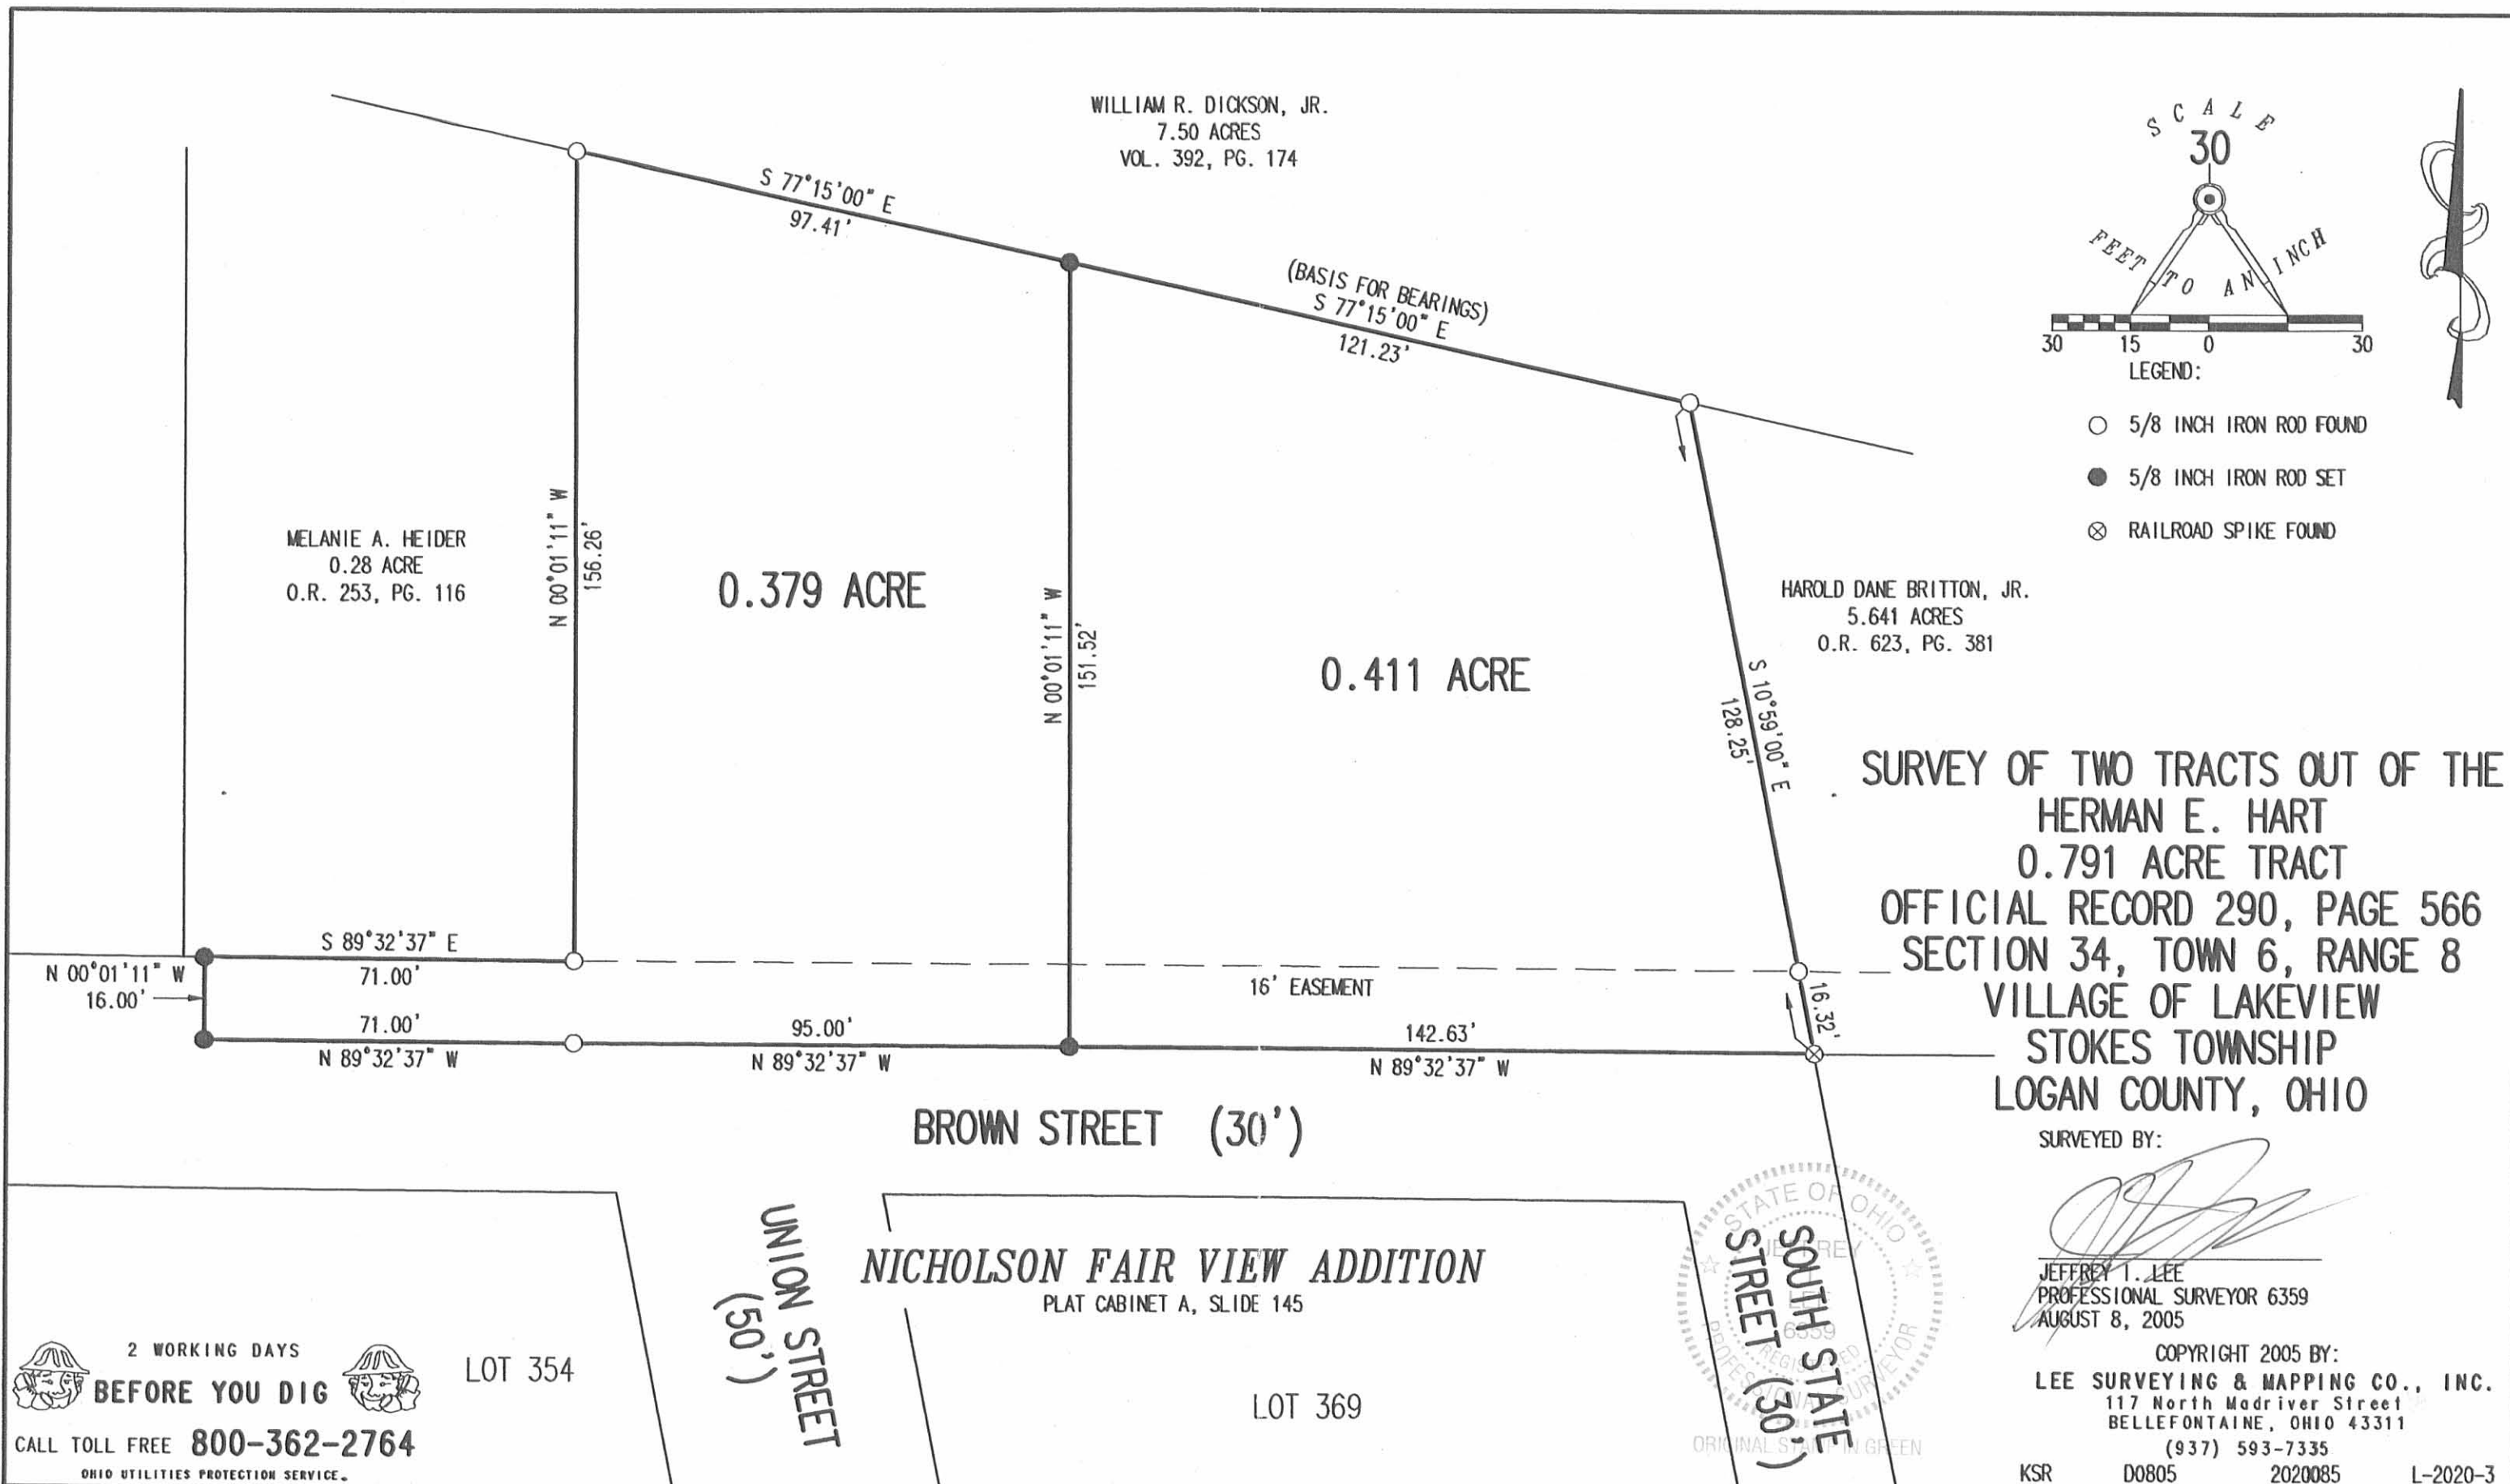 WILLIAM R. DICKSON, JR.
7.50 ACRES
VOL. 392, PG. 174
S 77°15'00" E
97.41'
(BASIS FOR BEARINGS)
S 77°15'00" E
121.23'
SCALE
30
FEET TO AN INCH
30 15 0 30
LEGEND:
5/8 INCH IRON ROD FOUND
5/8 INCH IRON ROD SET
RAILROAD SPIKE FOUND
MELANIE A. HEIDER
0.28 ACRE
O.R. 253, PG. 116
N 00°01'11" W
156.26'
0.379 ACRE
N 00°01'11" W
151.52'
0.411 ACRE
S 10°59'00" E
128.25'
HAROLD DANE BRITTON, JR.
5.641 ACRES
O.R. 623, PG. 381
SURVEY OF TWO TRACTS OUT OF THE
HERMAN E. HART
0.791 ACRE TRACT
OFFICIAL RECORD 290, PAGE 566
SECTION 34, TOWN 6, RANGE 8
VILLAGE OF LAKEVIEW
STOKES TOWNSHIP
LOGAN COUNTY, OHIO
S 89°32'37" E
71.00'
N 00°01'11" W
16.00'
71.00'
N 89°32'37" W
95.00'
N 89°32'37" W
16' EASEMENT
142.63'
N 89°32'37" W
16.32'
BROWN STREET (30')
UNION STREET
(50')
NICHOLSON FAIR VIEW ADDITION
PLAT CABINET A, SLIDE 145
SOUTH STATE
STREET (30')
LOT 354
LOT 369
STATE OF OHIO
JEFFREY
I.
LEE
6359
REGISTERED
PROFESSIONAL SURVEYOR
ORIGINAL STAMP IN GREEN
SURVEYED BY:
JEFFREY I. LEE
PROFESSIONAL SURVEYOR 6359
AUGUST 8, 2005
COPYRIGHT 2005 BY:
LEE SURVEYING & MAPPING CO., INC.
117 North Madriver Street
BELLEFONTAINE, OHIO 43311
(937) 593-7335
KSR D0805 2020085 L-2020-3
2 WORKING DAYS
BEFORE YOU DIG
CALL TOLL FREE 800-362-2764
OHIO UTILITIES PROTECTION SERVICE.